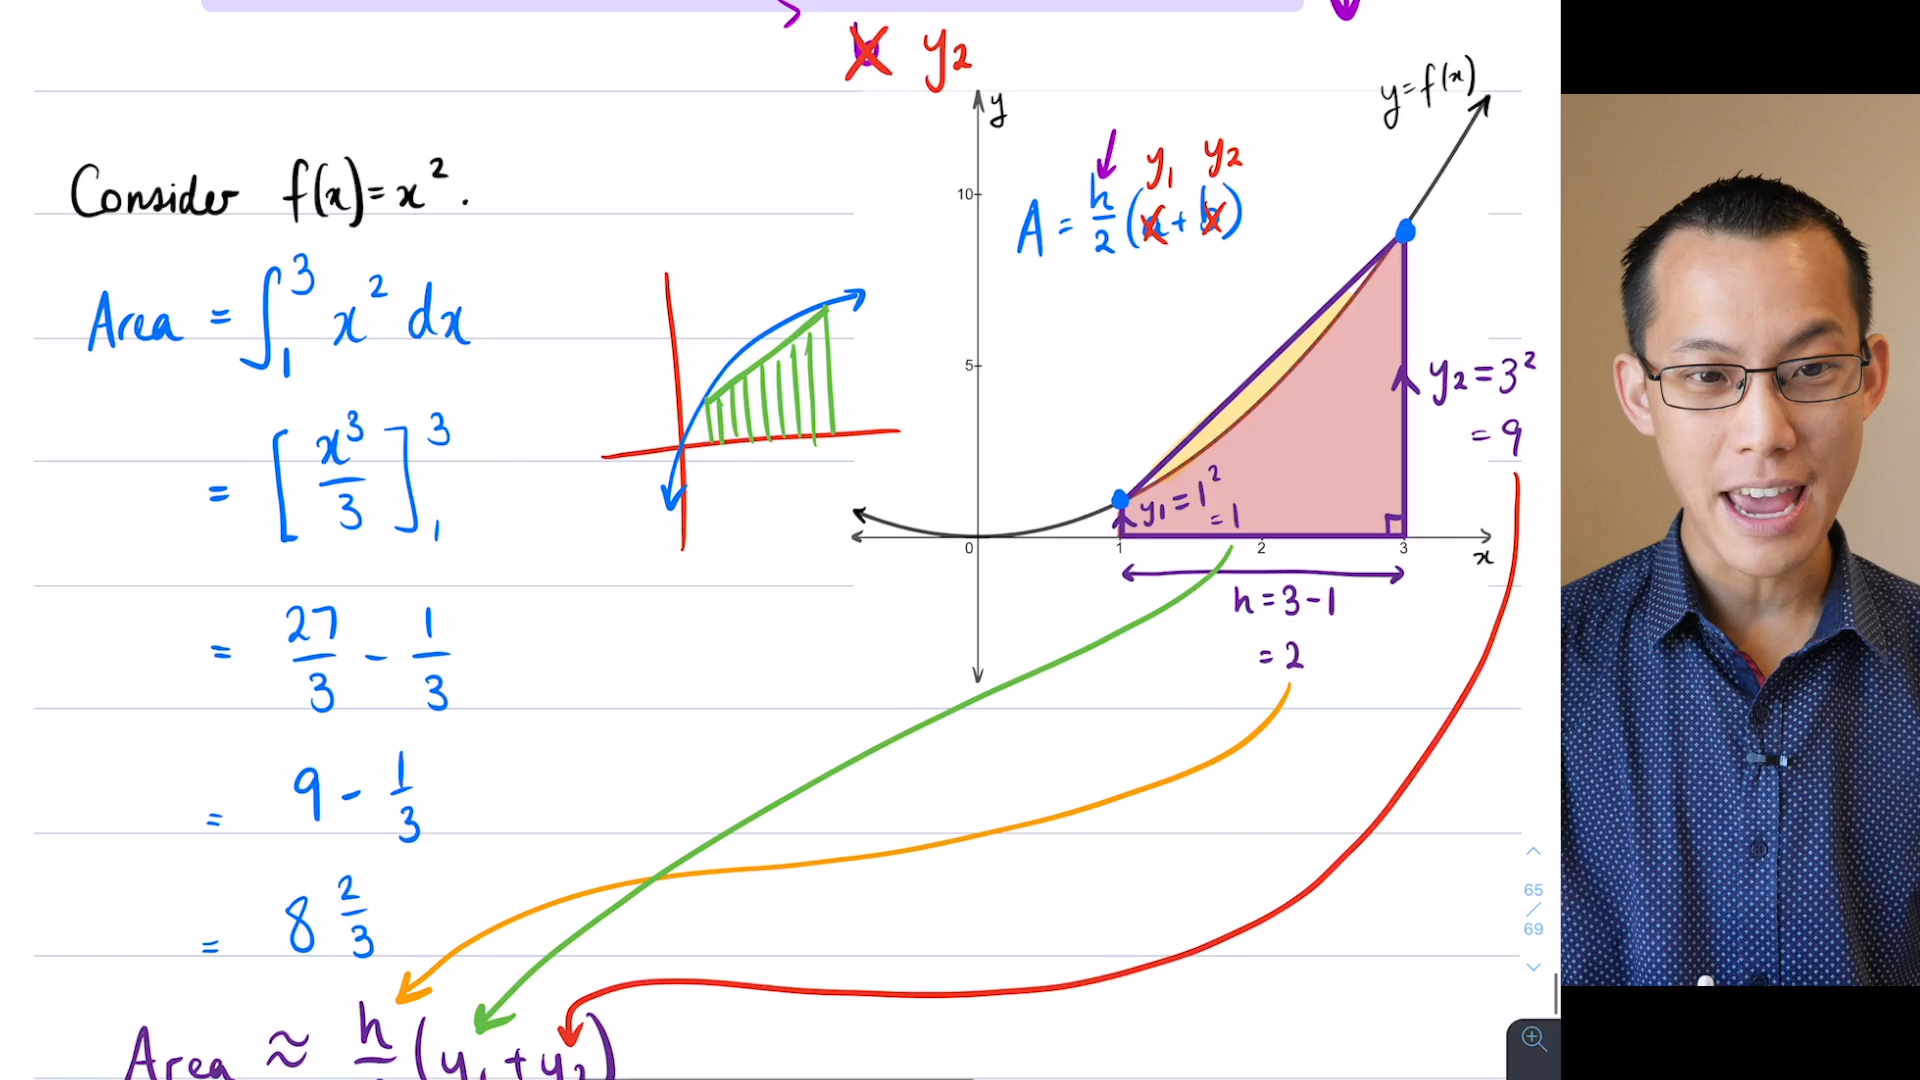 y₂
y=f(x)
y
y₁ y₂
Consider f(x)=x².
10
A = h/2 (a + b)
Area = ∫₁³ x² dx
5
y₂ = 3²
= 9
= [x³/3]₁³
y₁ = 1²
= 1
0 1 2 3
x
h = 3 - 1
= 27/3 - 1/3
= 2
= 9 - 1/3
= 8 2/3
65
/
69
Area ≈ h (y₁ + y₂)